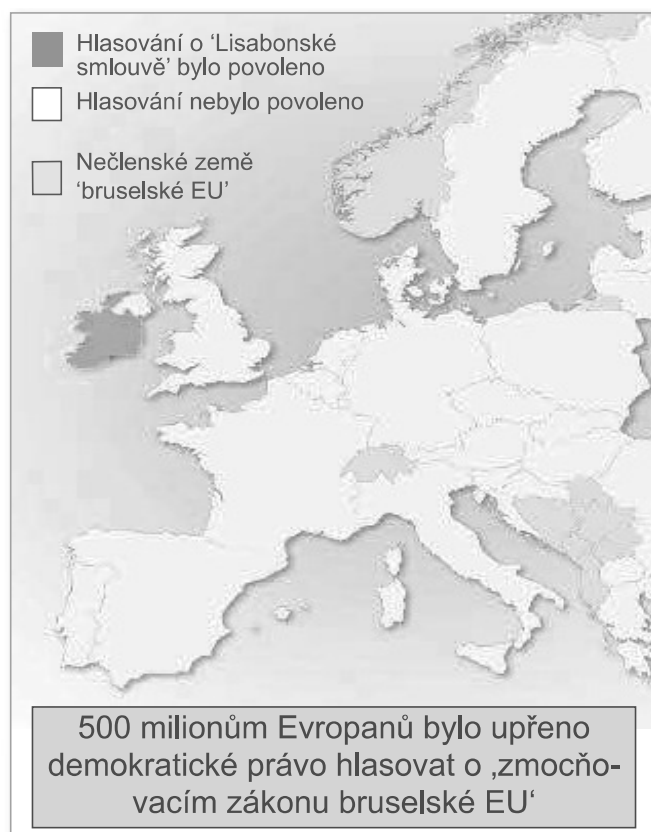 Hlasování o ‘Lisabonské
smlouvě’ bylo povoleno
Hlasování nebylo povoleno
Nečlenské země
‘bruselské EU’
500 milionům Evropanů bylo upřeno
demokratické právo hlasovat o ‚zmocňo-
vacím zákonu bruselské EU‘